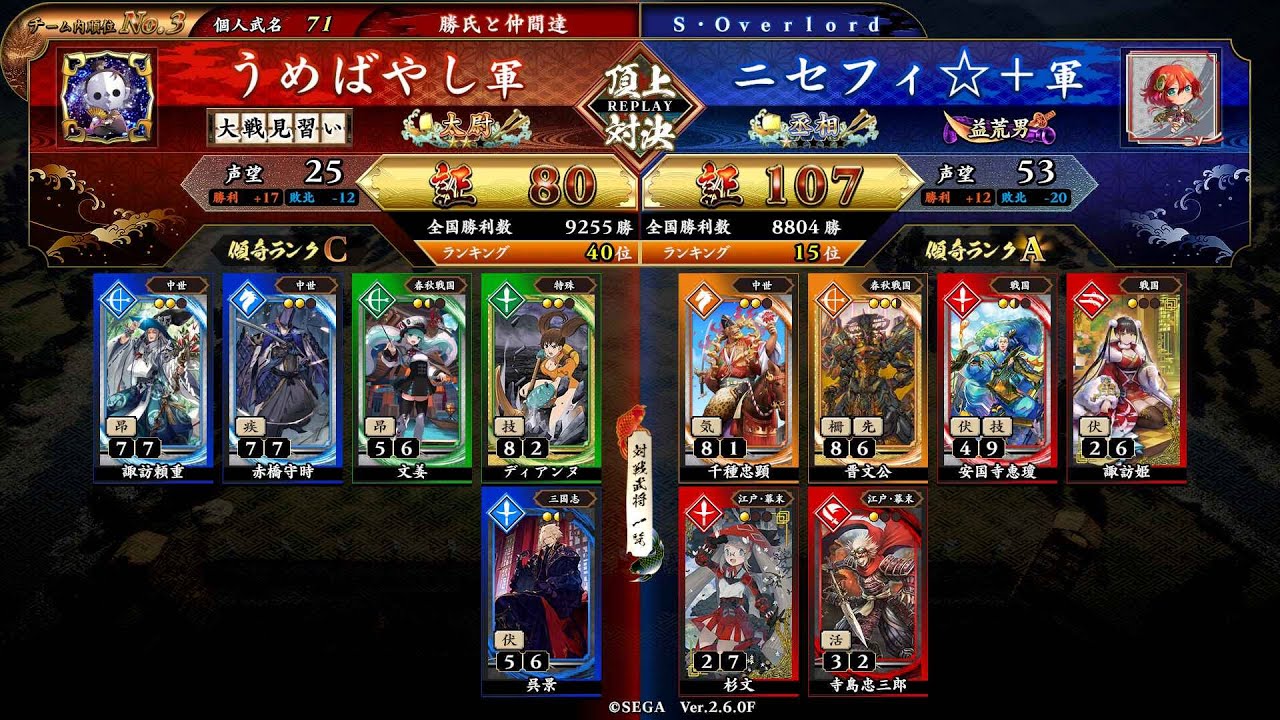 チーム内順位 No.3 個人武名 71 勝氏と仲間達
S・Overlord
うめばやし軍
頂上
REPLAY
対決
ニセフィ☆＋軍
大戦見習い
太尉
丞相
益荒男
声望 25
勝利 +17 敗北 -12
証 80
証 107
声望 53
勝利 +12 敗北 -20
全国勝利数 9255勝
全国勝利数 8804勝
傾奇ランクC
ランキング 40位
ランキング 15位
傾奇ランクA
中世
昂
7 7
諏訪頼重
中世
疾
7 7
赤橋守時
春秋戦国
昂
5 6
文姜
特殊
技
8 2
ディアンヌ
中世
気
8 1
千種忠顕
春秋戦国
柵 先
8 6
晋文公
戦国
伏 技
4 9
安国寺恵瓊
戦国
伏
2 6
諏訪姫
対戦武将一覧
三国志
伏
5 6
呉景
江戸・幕末
2 7
杉文
江戸・幕末
活
3 2
寺島忠三郎
©SEGA Ver.2.6.0F